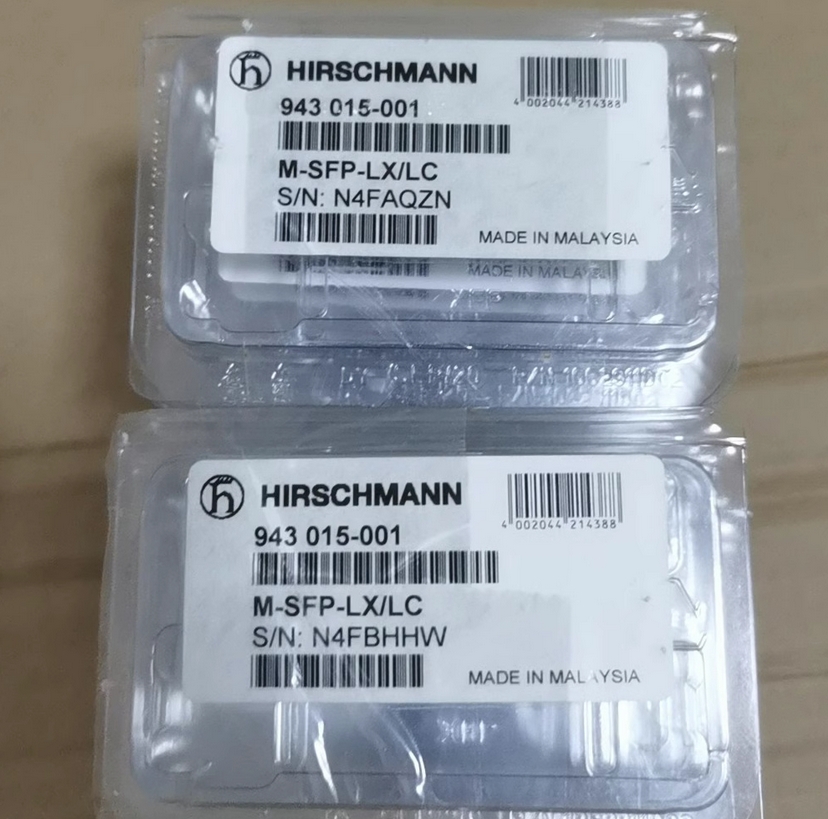 HIRSCHMANN
4 002044 214388
943 015-001
M-SFP-LX/LC
S/N: N4FAQZN
MADE IN MALAYSIA
MADE IN MALAYSIA
HIRSCHMANN
4 002044 214388
943 015-001
M-SFP-LX/LC
S/N: N4FBHHW
MADE IN MALAYSIA